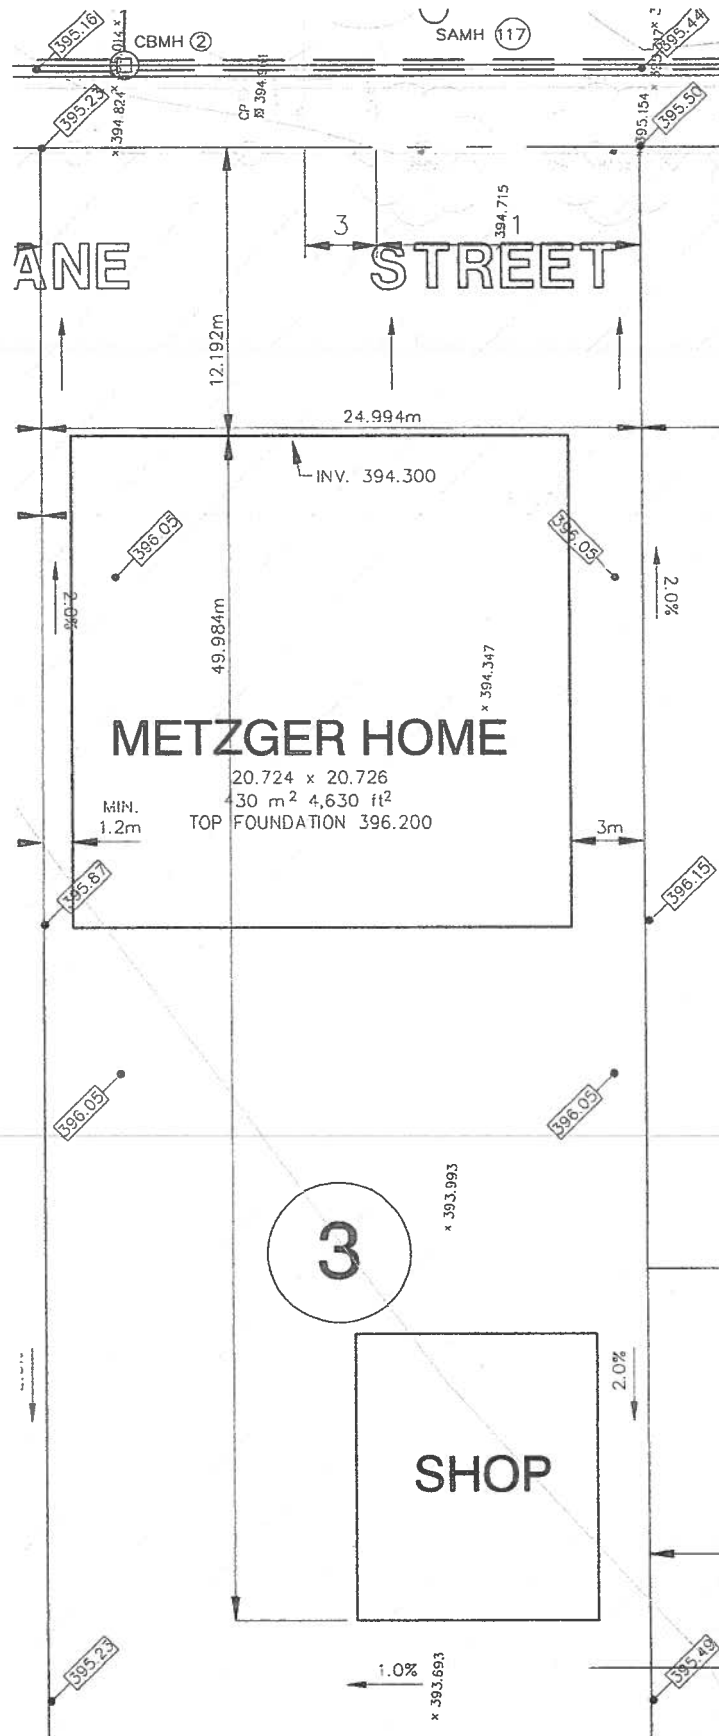 395.16
CBMH 2
SAMH 117
395.44
395.23
× 394.824
CP
395.154
395.50
3
394.715
1
ANE STREET
12.192m
24.994m
INV. 394.300
396.05
396.05
2.0%
2.0%
49.984m
× 394.347
METZGER HOME
20.724 x 20.726
430 m² 4,630 ft²
TOP FOUNDATION 396.200
MIN.
1.2m
3m
395.87
396.15
396.05
396.05
× 393.993
3
2.0%
SHOP
395.23
1.0%
× 393.693
395.49